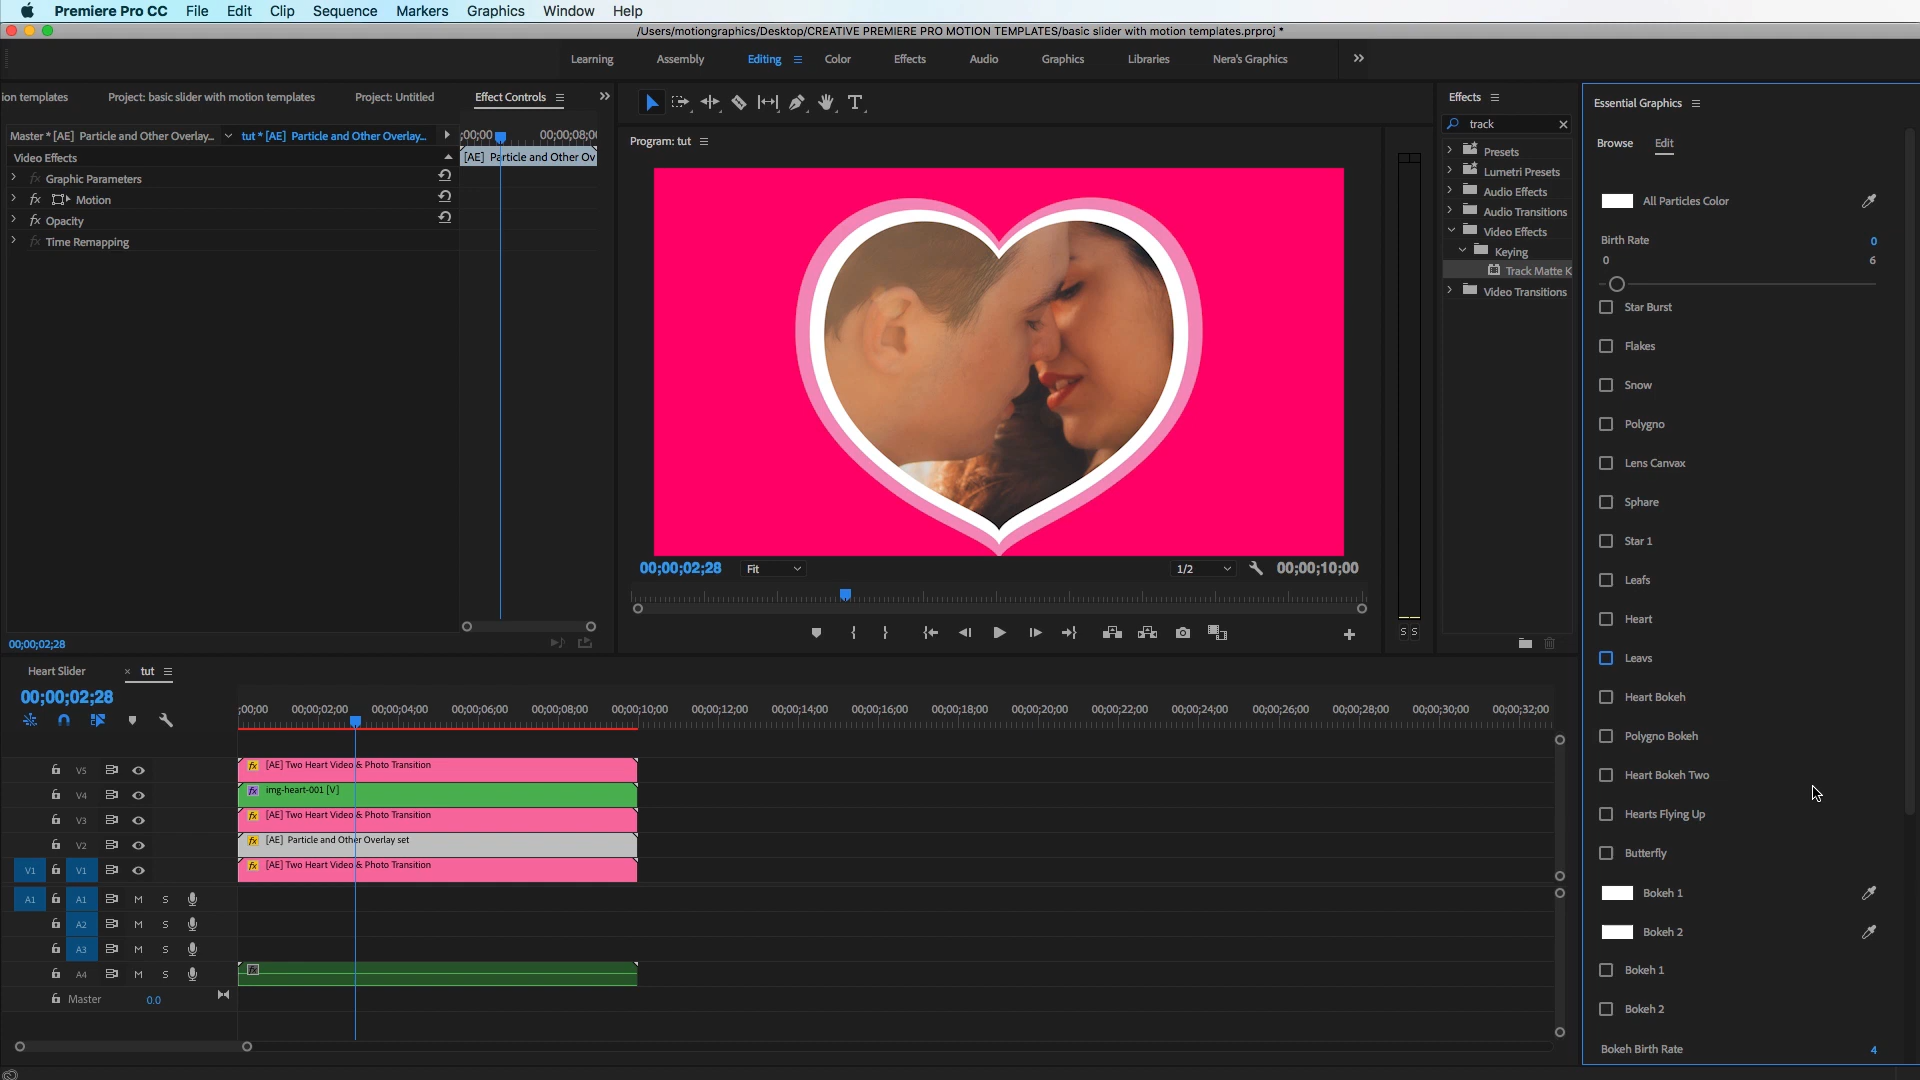 Premiere Pro CC File Edit Clip Sequence Markers Graphics Window Help
/Users/motiongraphics/Desktop/CREATIVE PREMIERE PRO MOTION TEMPLATES/basic slider with motion templates.prproj *
Learning Assembly Editing Color Effects Audio Graphics Libraries Nera's Graphics
ion templates Project: basic slider with motion templates Project: Untitled Effect Controls
Master * [AE] Particle and Other Overlay... tut * [AE] Particle and Other Overlay...
;00;00 00;00;08;0(
Video Effects
[AE] Particle and Other Ov
fx Graphic Parameters
fx Motion
fx Opacity
fx Time Remapping
00;00;02;28
Program: tut
00;00;02;28 Fit 1/2 00;00;10;00
S S
Effects
track
Presets
Lumetri Presets
Audio Effects
Audio Transitions
Video Effects
Keying
Track Matte K
Video Transitions
Essential Graphics
Browse Edit
All Particles Color
Birth Rate 0
0 6
Star Burst
Flakes
Snow
Polygno
Lens Canvax
Sphare
Star 1
Leafs
Heart
Leavs
Heart Bokeh
Polygno Bokeh
Heart Bokeh Two
Hearts Flying Up
Butterfly
Bokeh 1
Bokeh 2
Bokeh 1
Bokeh 2
Bokeh Birth Rate 4
Heart Slider × tut
00;00;02;28
;00;00 00;00;02;00 00;00;04;00 00;00;06;00 00;00;08;00 00;00;10;00 00;00;12;00 00;00;14;00 00;00;16;00 00;00;18;00 00;00;20;00 00;00;22;00 00;00;24;00 00;00;26;00 00;00;28;00 00;00;30;00 00;00;32;00
V5 fx [AE] Two Heart Video & Photo Transition
V4 fx img-heart-001 [V]
V3 fx [AE] Two Heart Video & Photo Transition
V2 fx [AE] Particle and Other Overlay set
V1 V1 fx [AE] Two Heart Video & Photo Transition
A1 A1 M S
A2 M S
A3 M S
A4 M S fx
Master 0.0